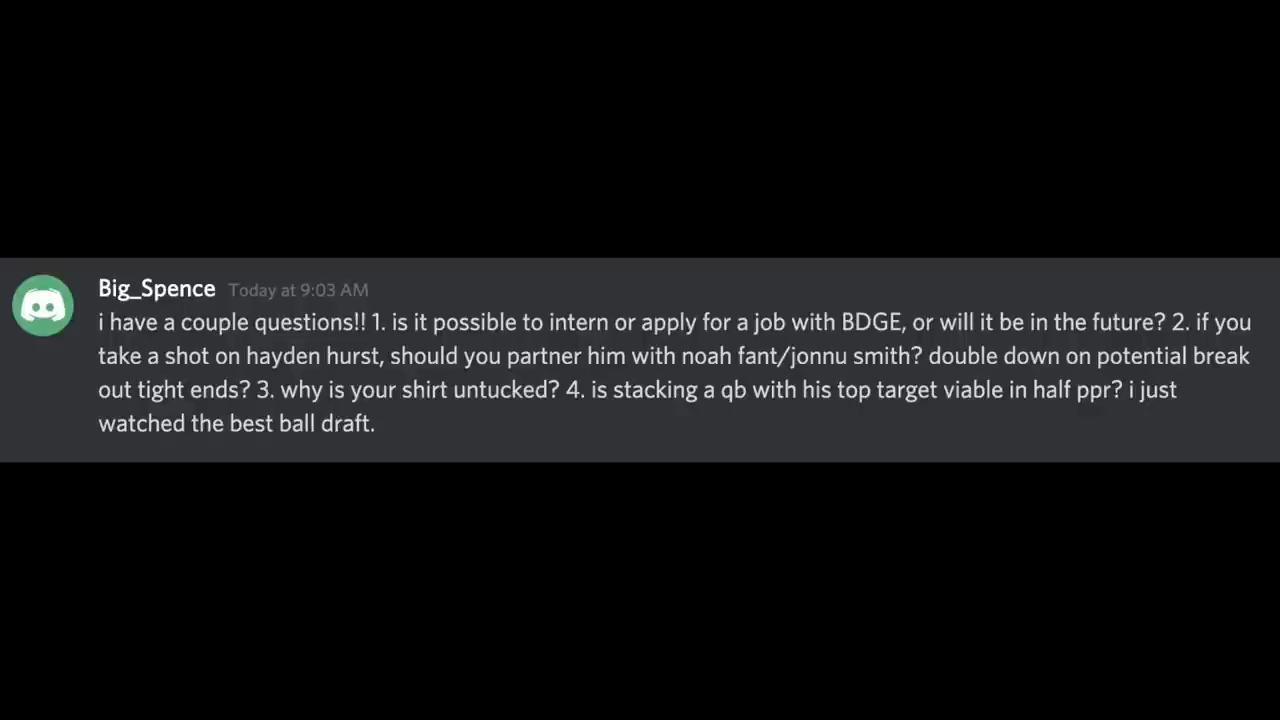 Big_Spence Today at 9:03 AM
i have a couple questions!! 1. is it possible to intern or apply for a job with BDGE, or will it be in the future? 2. if you
take a shot on hayden hurst, should you partner him with noah fant/jonnu smith? double down on potential break
out tight ends? 3. why is your shirt untucked? 4. is stacking a qb with his top target viable in half ppr? i just
watched the best ball draft.